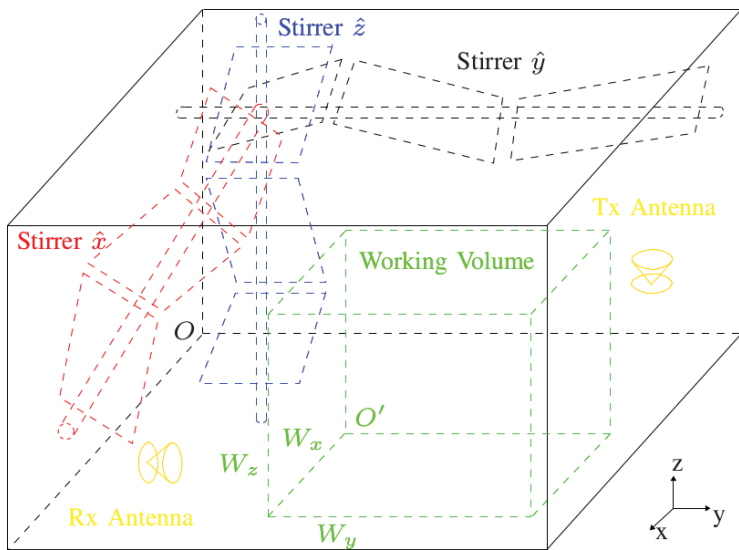 Stirrer ẑ
Stirrer ŷ
Tx Antenna
Stirrer x̂
Working Volume
O
O′
W_x
W_z
z
Rx Antenna
y
x
W_y